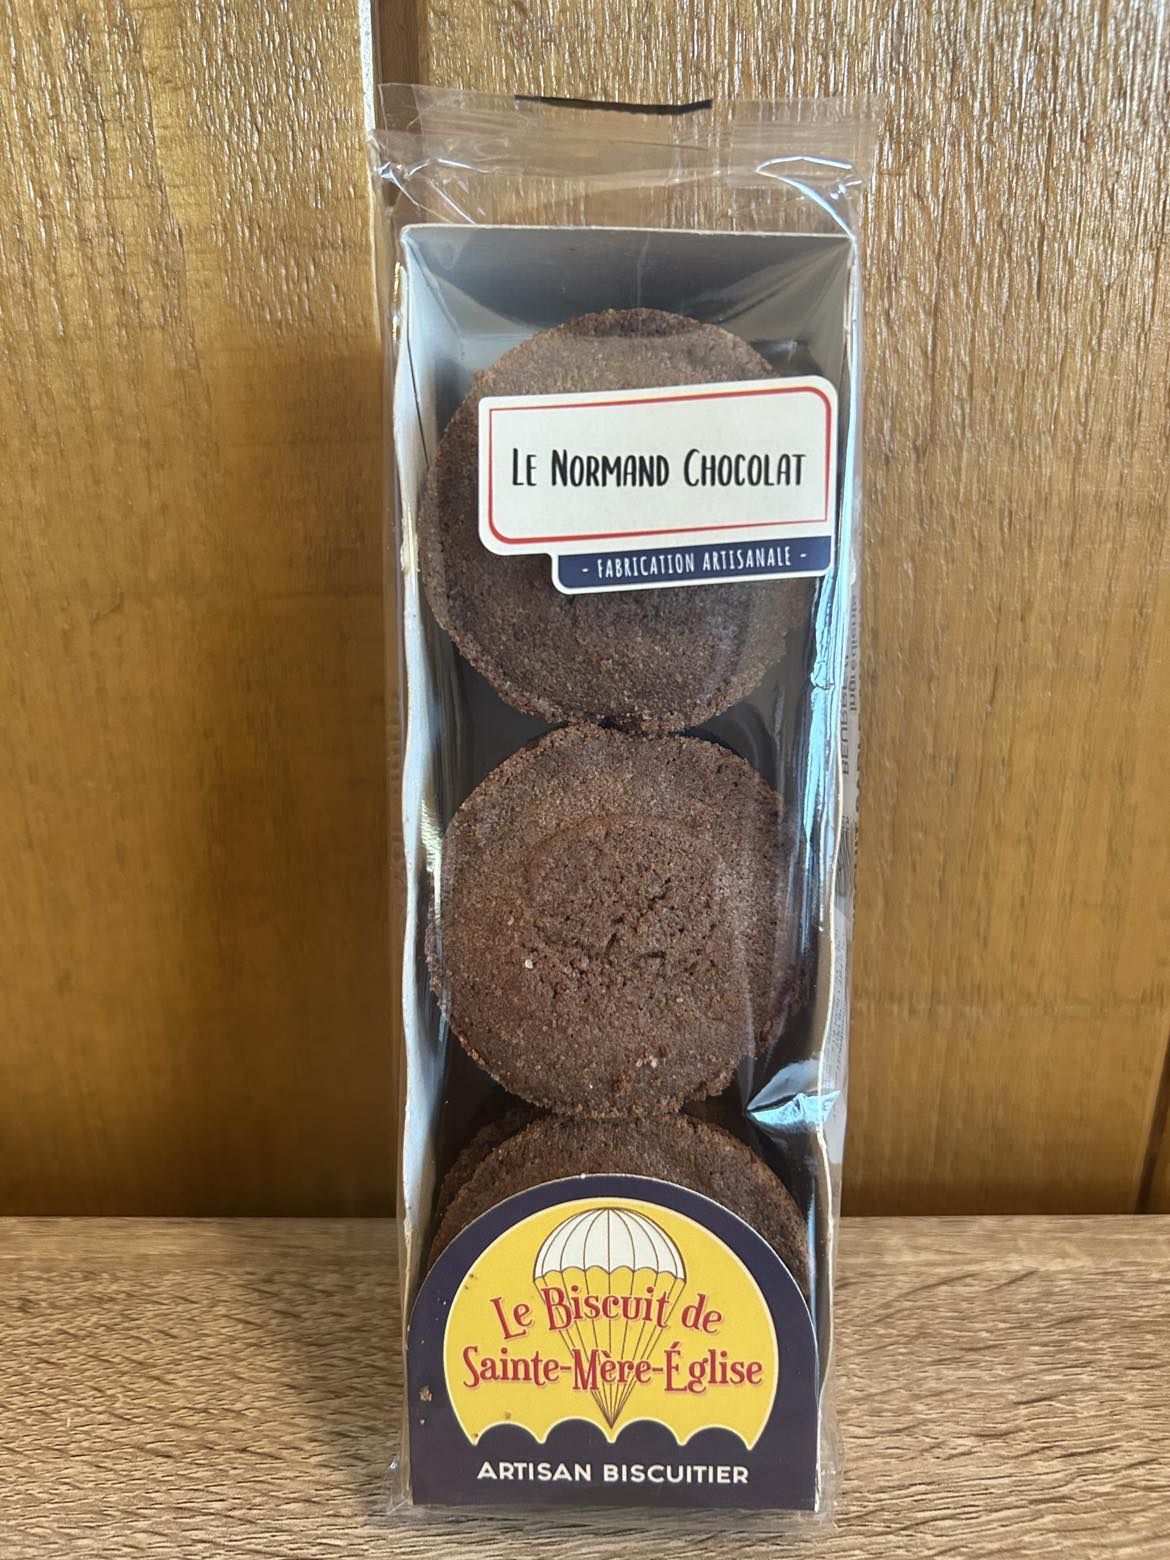 LE NORMAND CHOCOLAT
- FABRICATION ARTISANALE -
Le Biscuit de
Sainte-Mère-Église
ARTISAN BISCUITIER